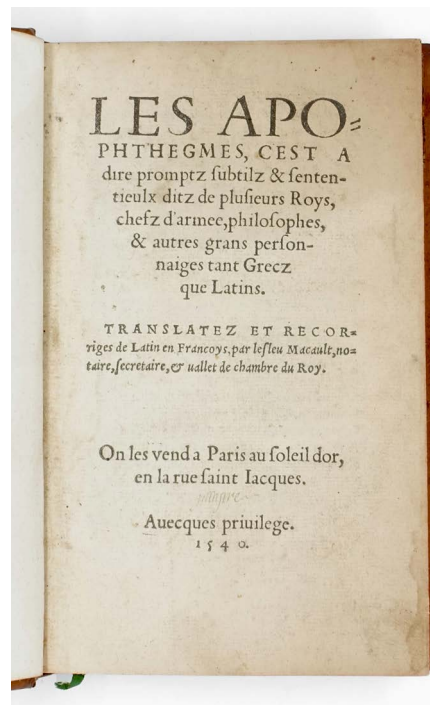 LES APO=
PHTHEGMES, CEST A
dire promptz ſubtilz & ſenten-
tieulx ditz de pluſieurs Roys,
chefz d'armee,philoſophes,
& autres grans perſon-
naiges tant Grecz
que Latins.
TRANSLATEZ ET RECOR=
riges de Latin en Francoys,par leſleu Macault,no=
taire,ſecretaire,& uallet de chambre du Roy.
On les vend a Paris au ſoleil dor,
en la rue ſaint Iacques.
Auecques priuilege.
1540.